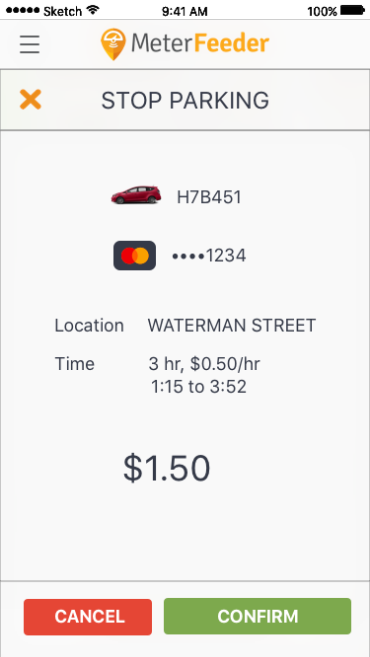 ●●●●● Sketch 9:41 AM 100%
MeterFeeder
STOP PARKING
H7B451
••••1234
Location WATERMAN STREET
Time 3 hr, $0.50/hr
1:15 to 3:52
$1.50
CANCEL CONFIRM